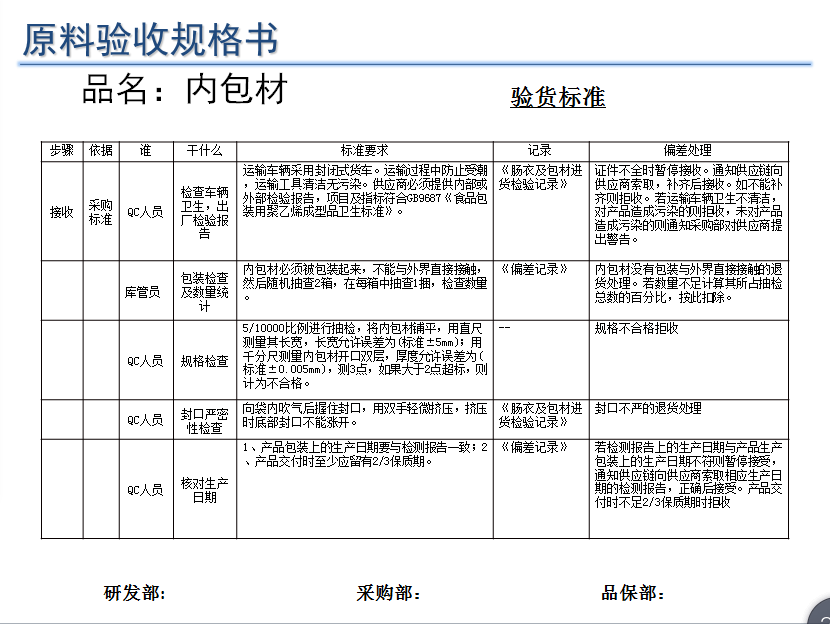 原料验收规格书
品名：内包材
验货标准
步骤 依据 谁 干什么 标准要求 记录 偏差处理
接收
采购
标准
QC人员
检查车辆
卫生，出
厂检验报
告
运输车辆采用封闭式货车。运输过程中防止受潮
，运输工具清洁无污染。供应商必须提供内部或
外部检验报告，项目及指标符合GB9687《食品包
装用聚乙烯成型品卫生标准》。
《肠衣及包材进
货检验记录》
证件不全时暂停接收。通知供应链向
供应商索取，补齐后接收。如不能补
齐则拒收。若运输车辆卫生不清洁，
对产品造成污染的则拒收，未对产品
造成污染的则通知采购部对供应商提
出警告。
库管员
包装检查
及数量统
计
内包材必须被包装起来，不能与外界直接接触，
然后随机抽查2箱，在每箱中抽查1捆，检查数量
。
《偏差记录》
内包材没有包装与外界直接接触的退
货处理。若数量不足计算其所占抽检
总数的百分比，按此扣除。
QC人员
规格检查
5/10000比例进行抽检，将内包材铺平，用直尺
测量其长宽，长宽允许误差为(标准±5mm)；用
千分尺测量内包材开口双层，厚度允许误差为(
标准±0.005mm)，测3点，如果大于2点超标，则
计为不合格。
--
规格不合格拒收
QC人员
封口严密
性检查
向袋内吹气后握住封口，用双手轻微挤压，挤压
时底部封口不能涨开。
《肠衣及包材进
货检验记录》
封口不严的退货处理
QC人员
核对生产
日期
1、产品包装上的生产日期要与检测报告一致；2
、产品交付时至少应留有2/3保质期。
《偏差记录》
若检测报告上的生产日期与产品生产
包装上的生产日期不符则暂停接受，
通知供应链向供应商索取相应生产日
期的检测报告，正确后接受。产品交
付时不足2/3保质期时拒收
研发部: 采购部： 品保部：